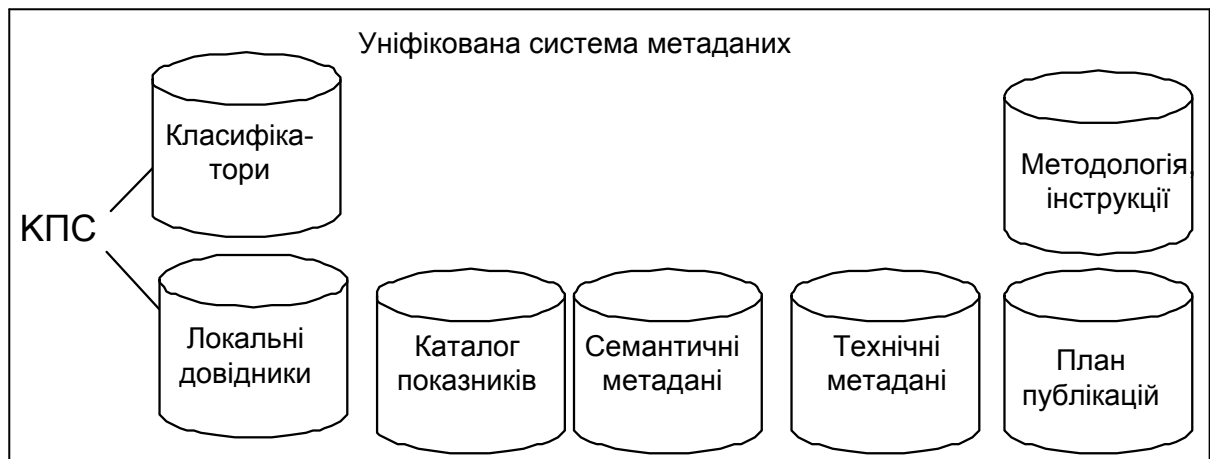 Уніфікована система метаданих
Класифіка-
тори
Методологія,
інструкції
КПС
Локальні
довідники
Каталог
показників
Семантичні
метадані
Технічні
метадані
План
публікацій